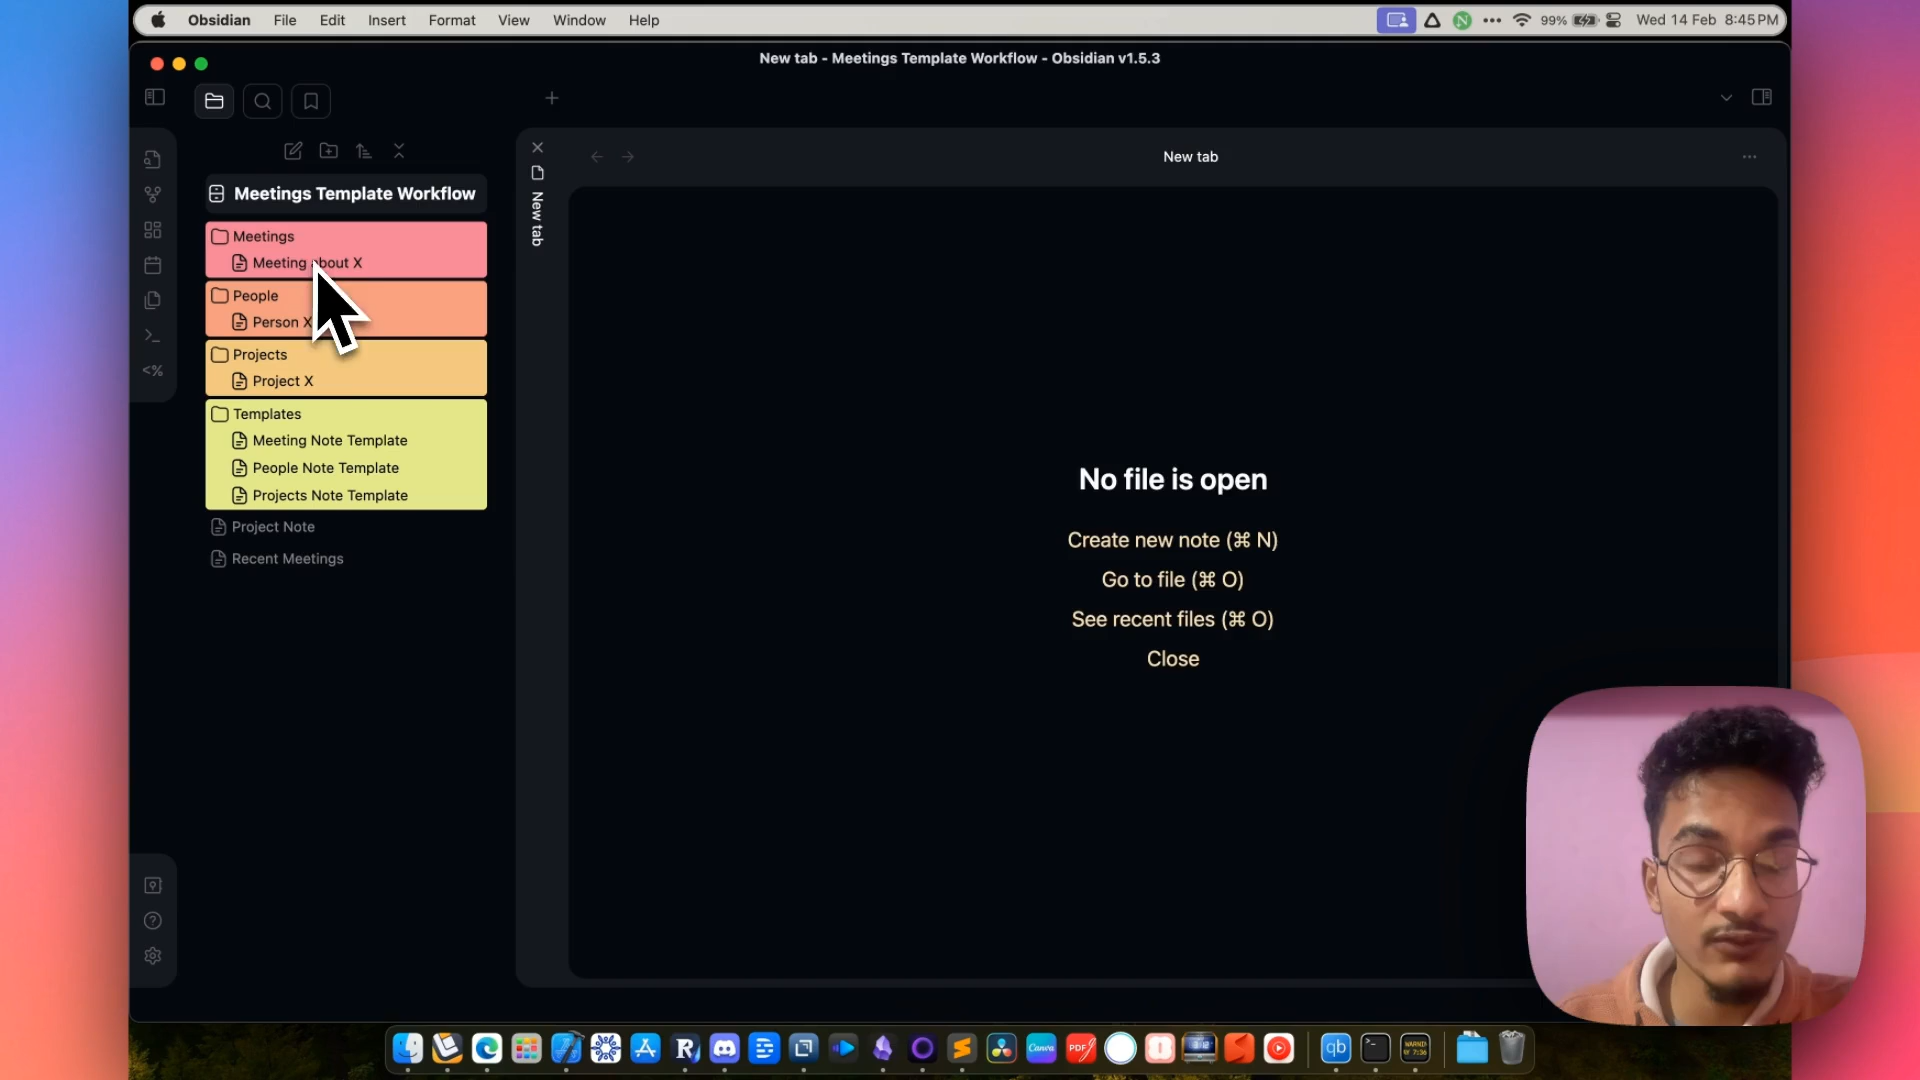 Obsidian File Edit Insert Format View Window Help
99% Wed 14 Feb 8:45 PM
New tab - Meetings Template Workflow - Obsidian v1.5.3
New tab
New tab
Meetings Template Workflow
Meetings
Meeting about X
People
Person X
Projects
Project X
Templates
Meeting Note Template
People Note Template
Projects Note Template
Project Note
Recent Meetings
<%
No file is open
Create new note (⌘ N)
Go to file (⌘ O)
See recent files (⌘ O)
Close
Canva
PDF
qb